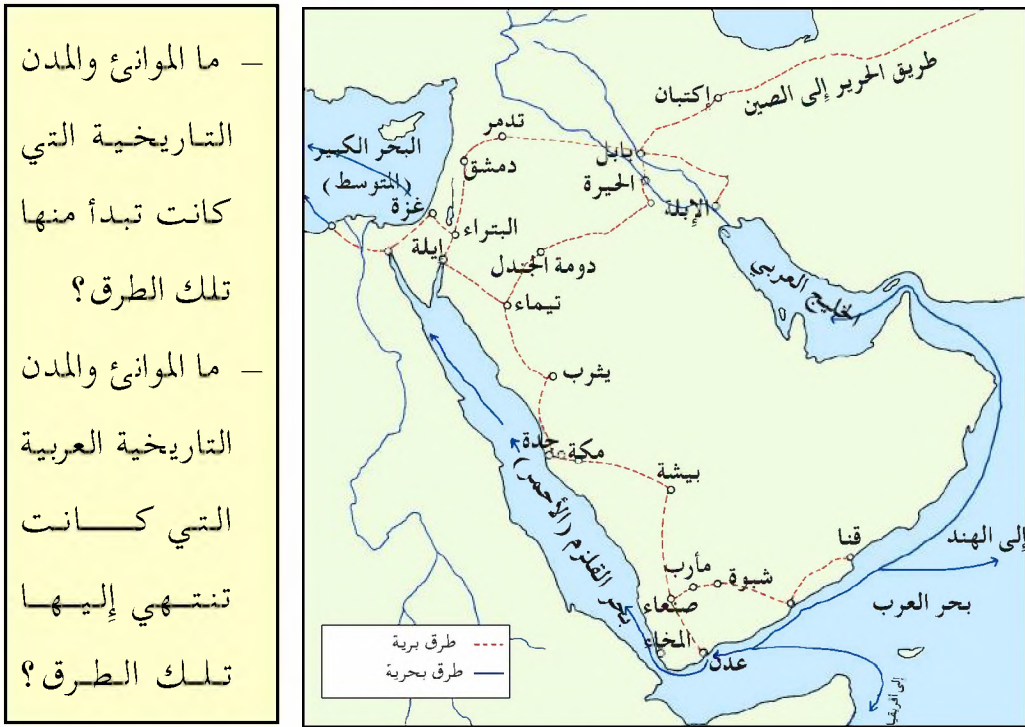 – ما الموانئ والمدن
التاريخية التي
كانت تبدأ منها
تلك الطرق؟
– ما الموانئ والمدن
التاريخية العربية
التي كانت
تنتهي إليها
تلك الطرق؟
طريق الحرير إلى الصين
إكتبان
تدمر
بابل
البحر الكبير
(المتوسط)
دمشق
الحيرة
غزة
الإبلة
البتراء
إيلة
دومة الجندل
الخليج العربي
تيماء
يثرب
جدة
مكة
بيشة
بحر القلزم (الأحمر)
قنا
إلى الهند
مأرب
شبوة
صنعاء
بحر العرب
المخاء
عدن
إلى أفريقيا
طرق برية
طرق بحرية